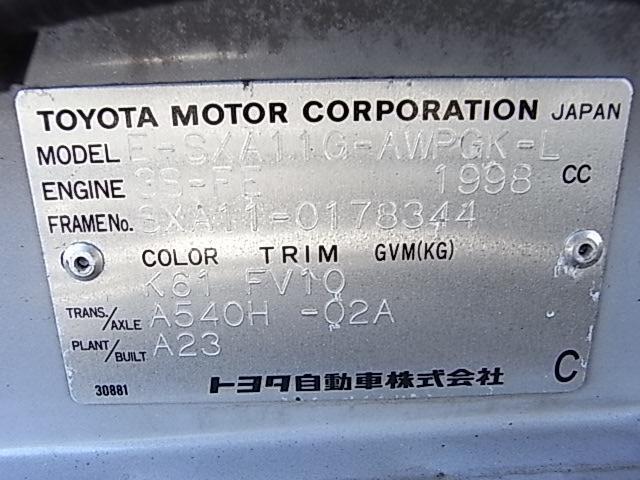 TOYOTA MOTOR CORPORATION JAPAN
MODEL E-SXA11G-AWPGK-L
ENGINE 3S-FE 1998 CC
FRAME No. SXA11-0178344
COLOR TRIM GVM(KG)
K61 FV10
TRANS./AXLE A540H -02A
PLANT/BUILT A23
30881 トヨタ自動車株式会社 C